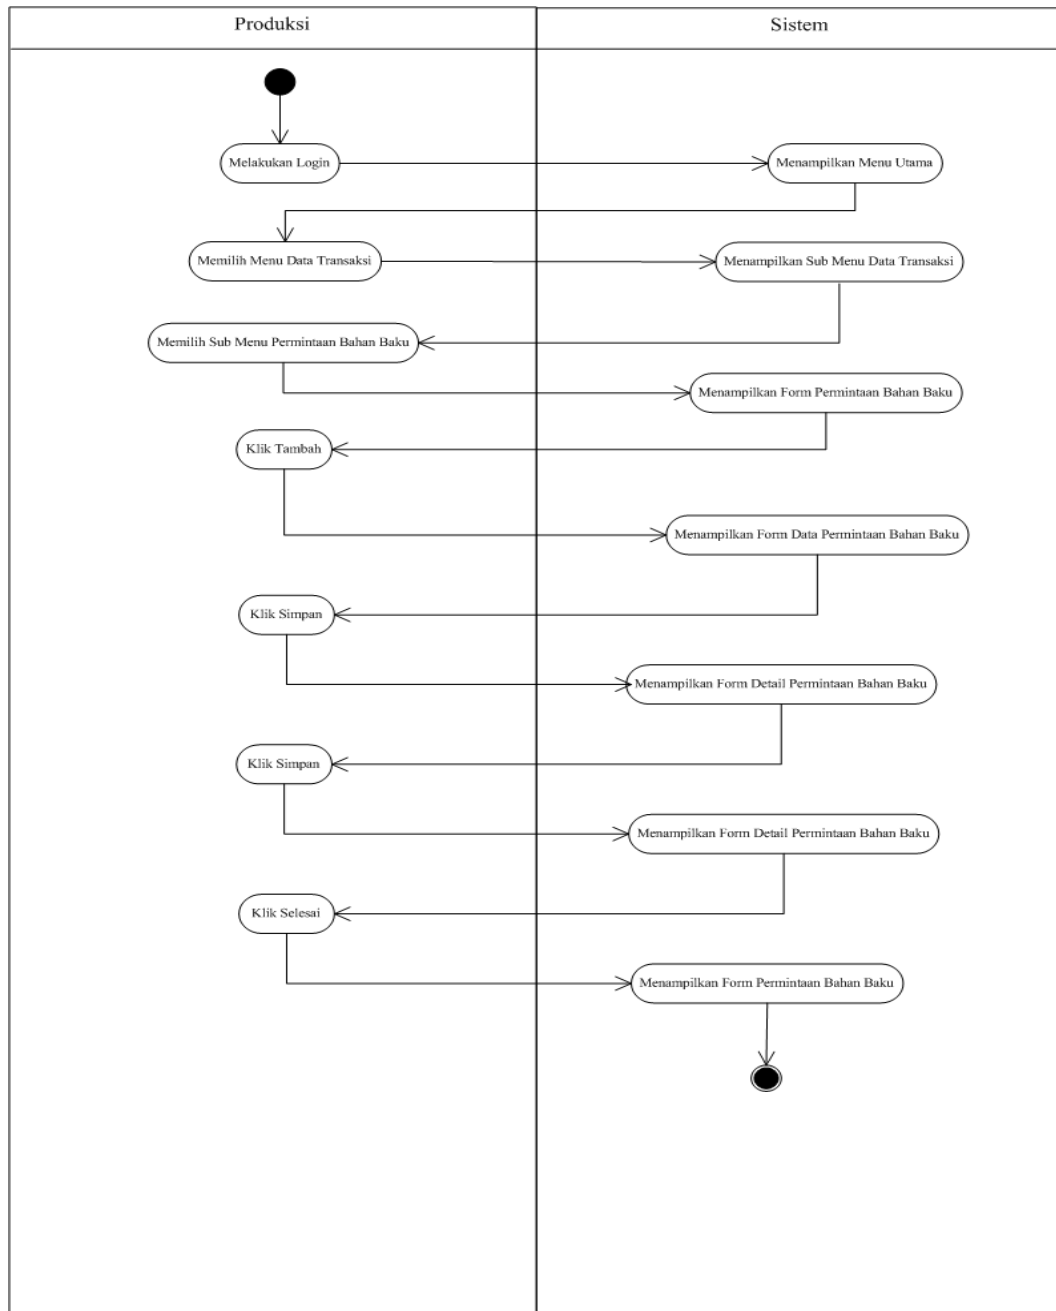 Produksi
Sistem
Melakukan Login
Menampilkan Menu Utama
Memilih Menu Data Transaksi
Menampilkan Sub Menu Data Transaksi
Memilih Sub Menu Permintaan Bahan Baku
Menampilkan Form Permintaan Bahan Baku
Klik Tambah
Menampilkan Form Data Permintaan Bahan Baku
Klik Simpan
Menampilkan Form Detail Permintaan Bahan Baku
Klik Simpan
Menampilkan Form Detail Permintaan Bahan Baku
Klik Selesai
Menampilkan Form Permintaan Bahan Baku